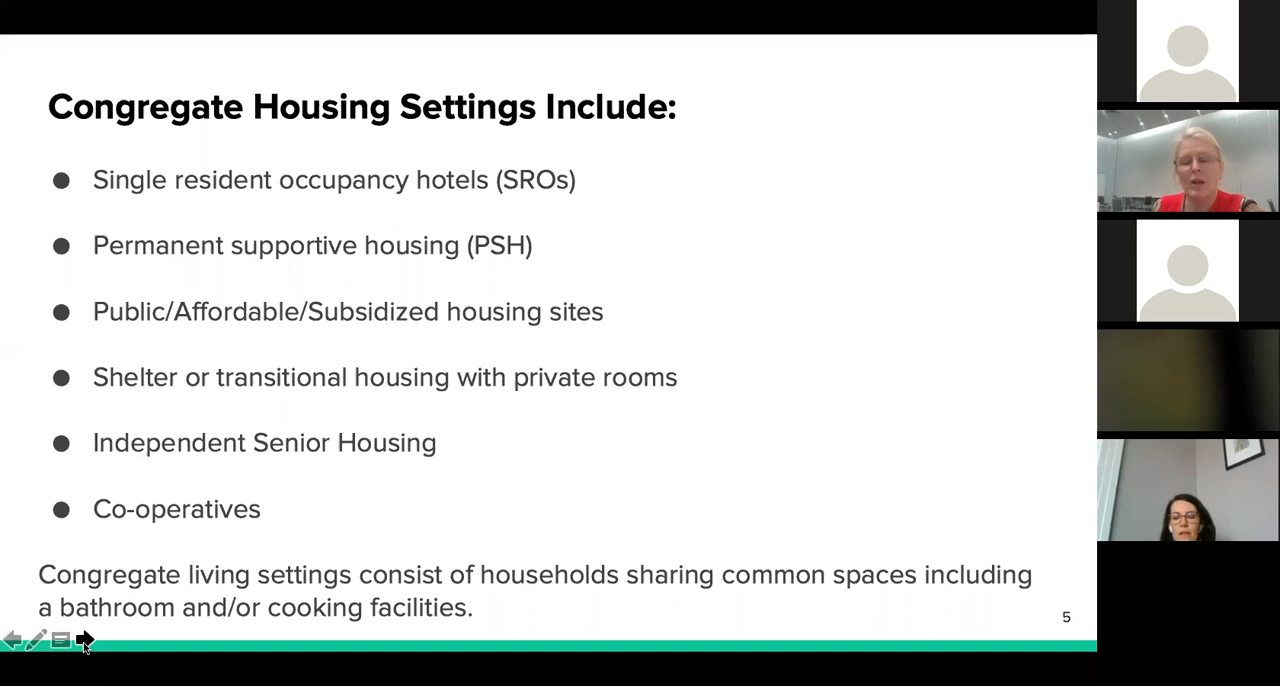 Congregate Housing Settings Include:
● Single resident occupancy hotels (SROs)
● Permanent supportive housing (PSH)
● Public/Affordable/Subsidized housing sites
● Shelter or transitional housing with private rooms
● Independent Senior Housing
● Co-operatives
Congregate living settings consist of households sharing common spaces including
a bathroom and/or cooking facilities.
5